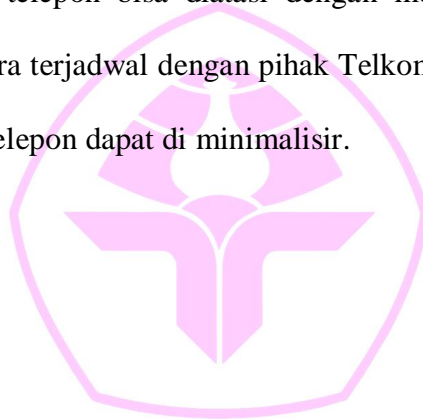 telepon bisa diatasi dengan
ra terjadwal dengan pihak
elepon dapat di minimalisir.